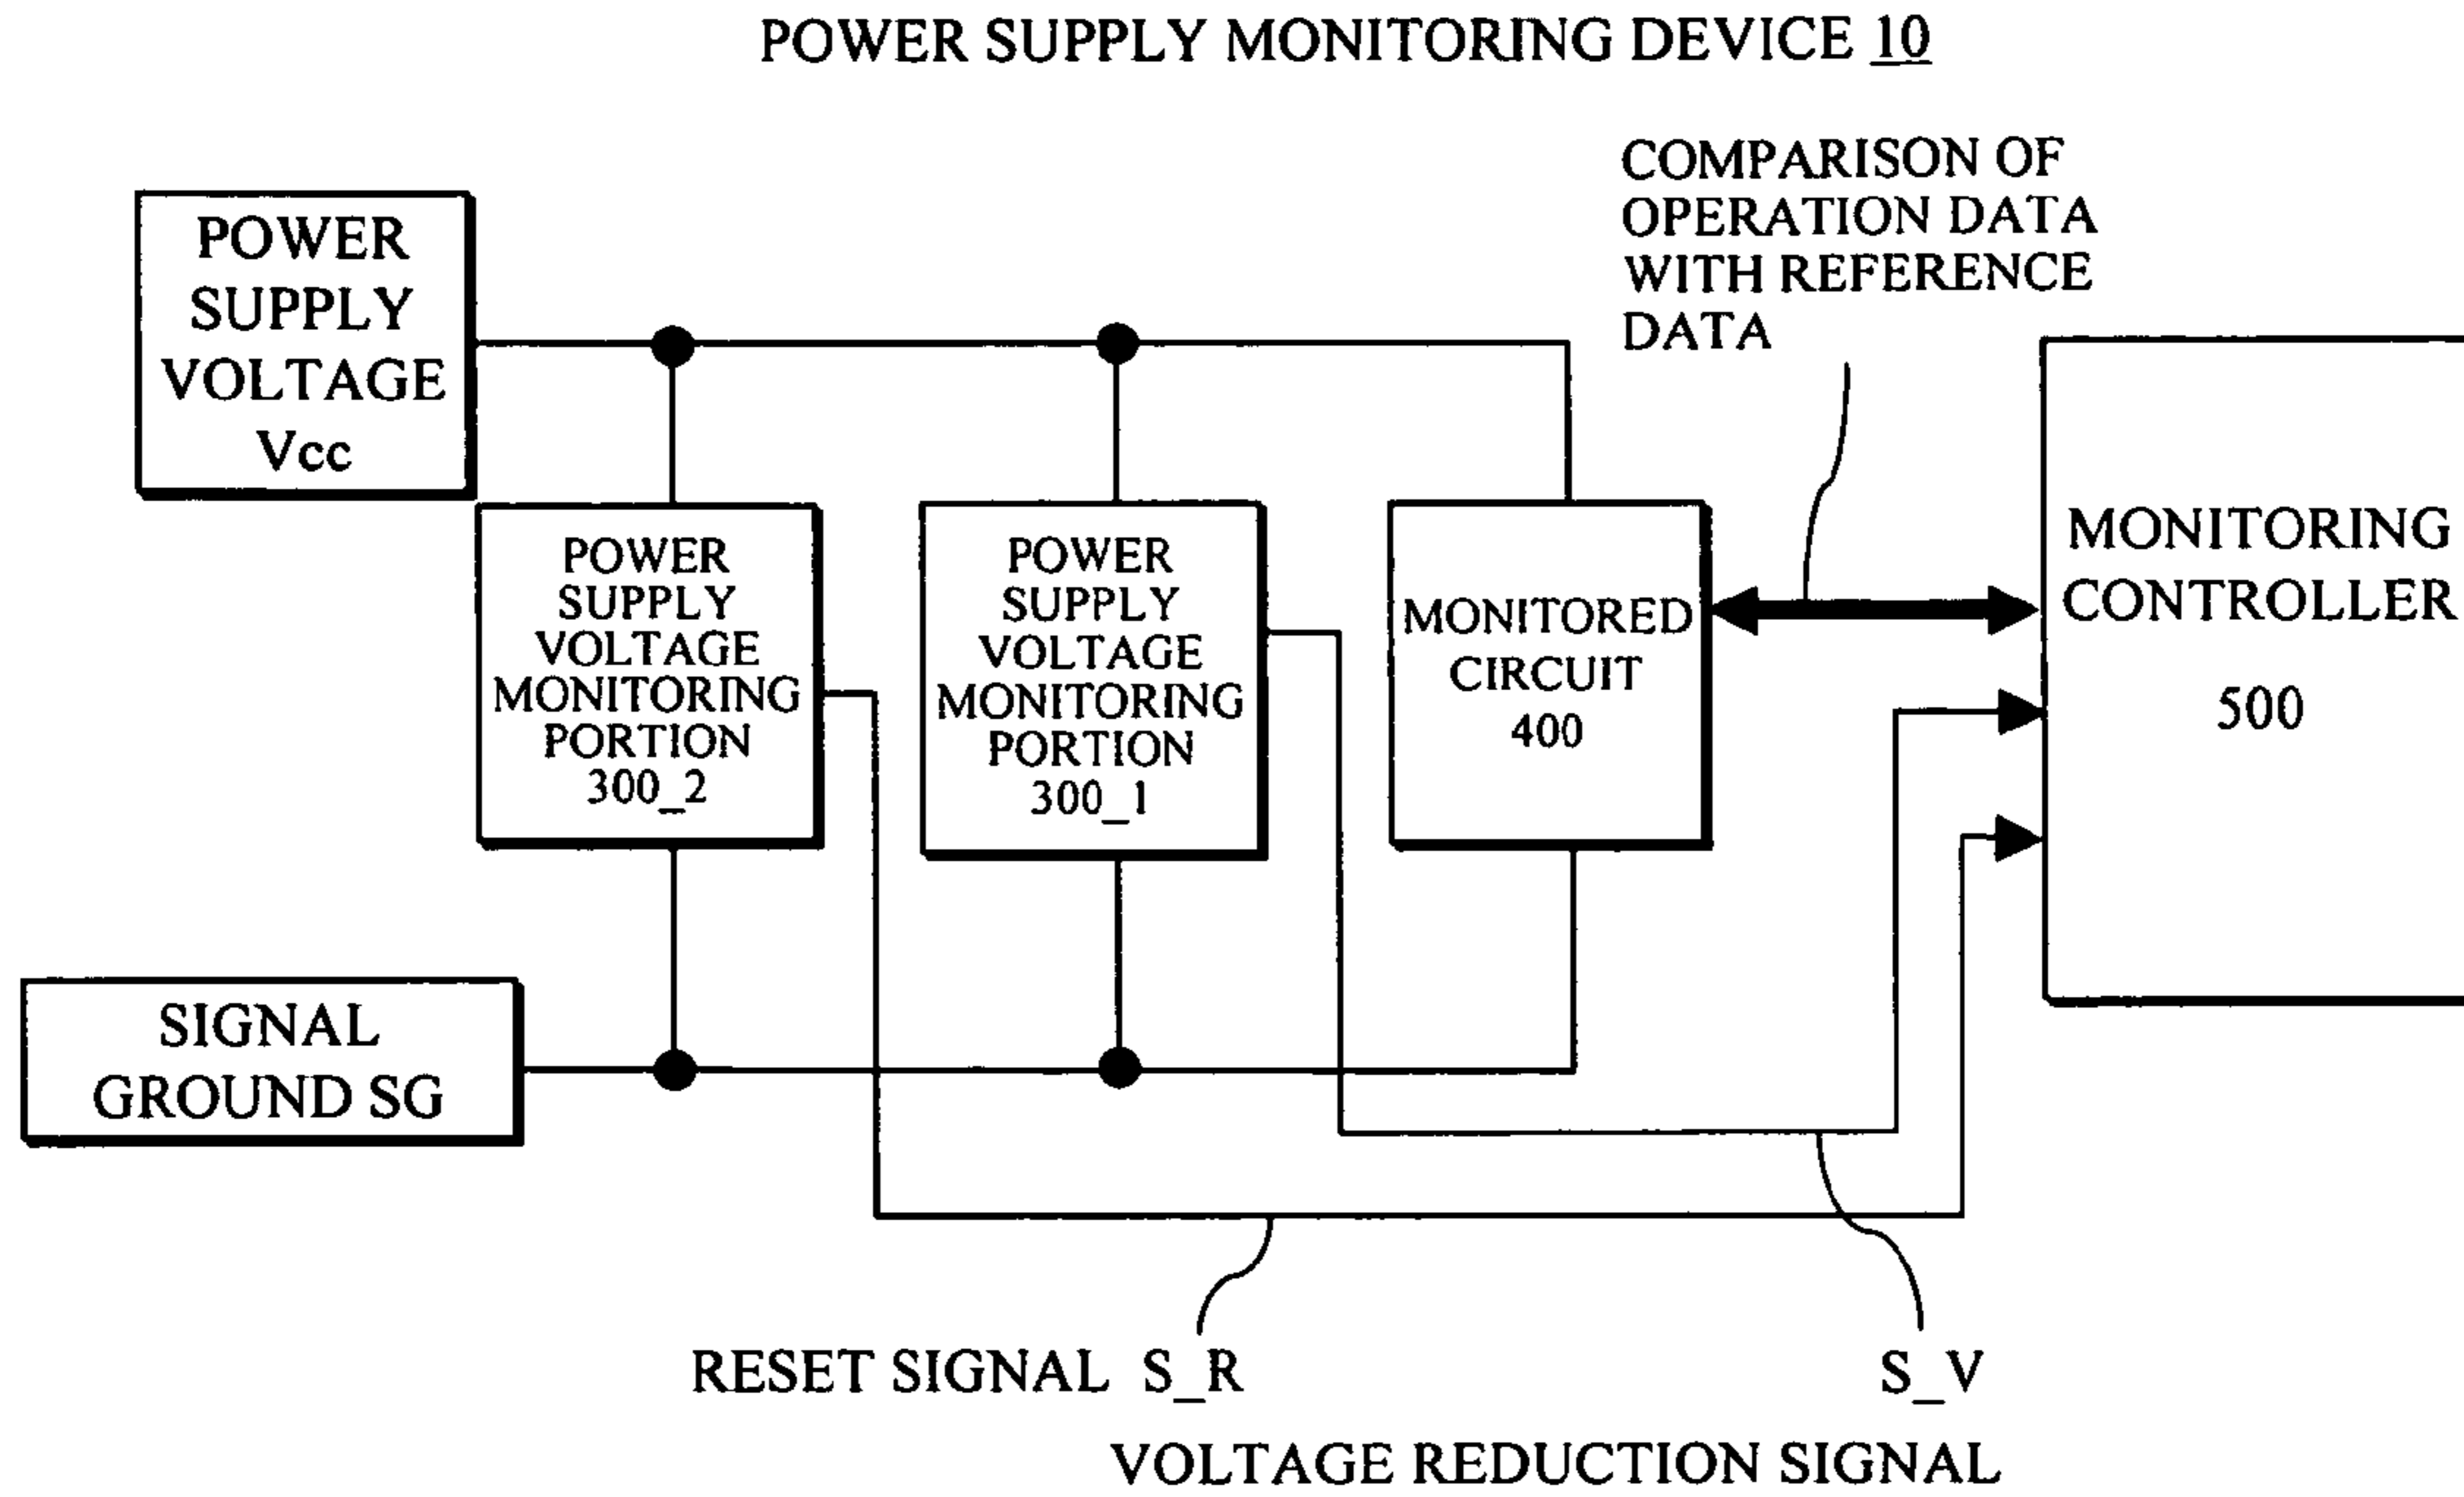 POWER SUPPLY MONITORING DEVICE 10
COMPARISON OF
OPERATION DATA
WITH REFERENCE
DATA
POWER
SUPPLY
VOLTAGE
Vcc
POWER
SUPPLY
VOLTAGE
MONITORING
PORTION
300_2
POWER
SUPPLY
VOLTAGE
MONITORING
PORTION
300_1
MONITORED
CIRCUIT
400
MONITORING
CONTROLLER
500
SIGNAL
GROUND SG
RESET SIGNAL S_R
S_V
VOLTAGE REDUCTION SIGNAL